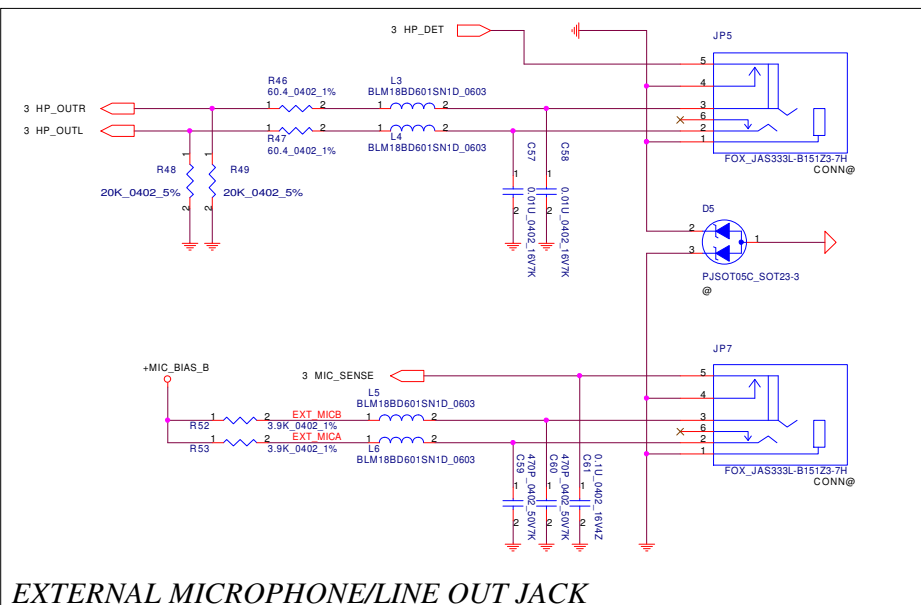 3 HP_DET
JP5
5
4
3
6
2
1
FOX_JAS333L-B151Z3-7H
CONN@
R46
60.4_0402_1%
1 2
L3
BLM18BD601SN1D_0603
1 2
3 HP_OUTR
3 HP_OUTL
1 2
R47
60.4_0402_1%
1 2
L4
BLM18BD601SN1D_0603
1
R48
20K_0402_5%
2
1
R49
20K_0402_5%
2
C57
1
2
0.01U_0402_16V7K
C58
1
2
0.01U_0402_16V7K
D5
2
3
1
PJSOT05C_SOT23-3
@
+MIC_BIAS_B
3 MIC_SENSE
JP7
5
4
3
6
2
1
FOX_JAS333L-B151Z3-7H
CONN@
L5
BLM18BD601SN1D_0603
1 2
R52
1 2
3.9K_0402_1%
EXT_MICB
R53
1 2
3.9K_0402_1%
EXT_MICA
1 2
L6
BLM18BD601SN1D_0603
C59
1
2
470P_0402_50V7K
C60
1
2
470P_0402_50V7K
C61
1
2
0.1U_0402_16V4Z
EXTERNAL MICROPHONE/LINE OUT JACK